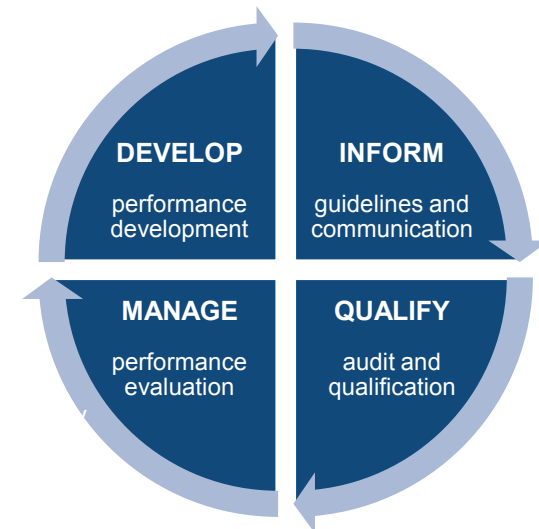 DEVELOP
performance
development
INFORM
guidelines and
communication
MANAGE
performance
evaluation
QUALIFY
audit and
qualification